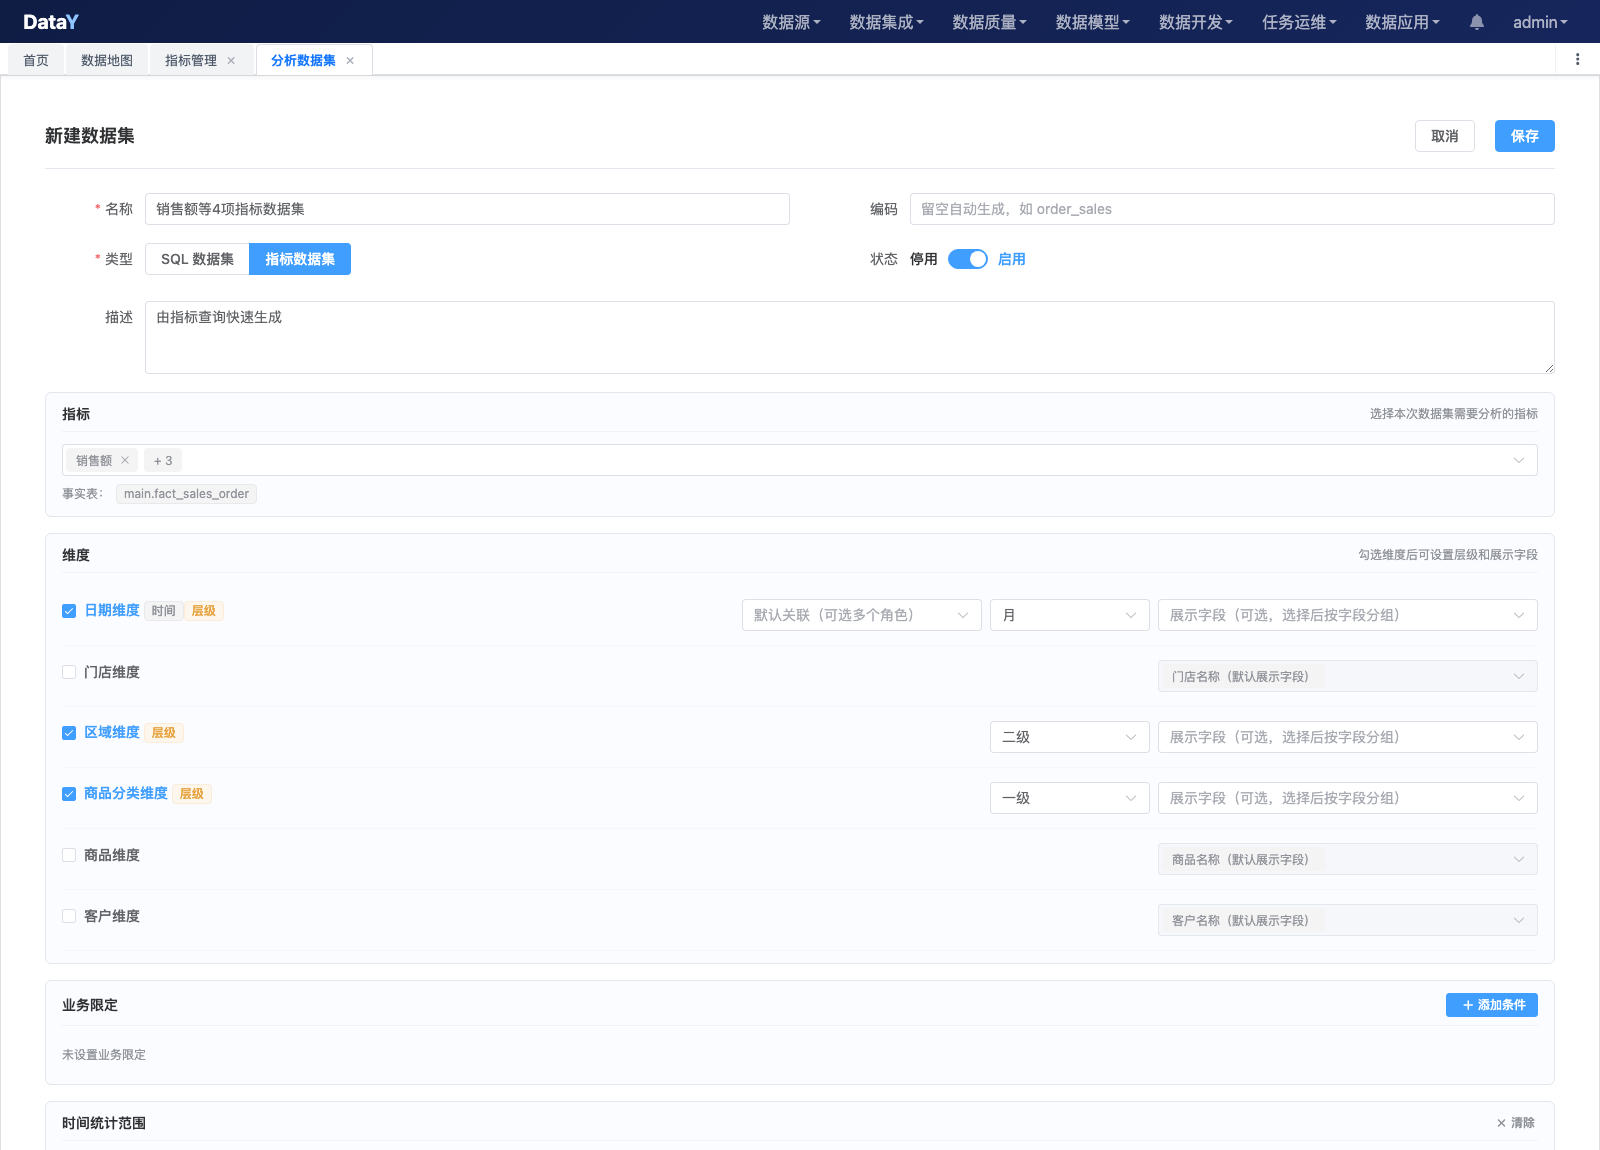 DataY
数据源 数据集成 数据质量 数据模型 数据开发 任务运维 数据应用 admin
首页 数据地图 指标管理 × 分析数据集 ×
新建数据集 取消 保存
* 名称 销售额等4项指标数据集 编码 留空自动生成，如 order_sales
* 类型 SQL 数据集 指标数据集 状态 停用 启用
描述 由指标查询快速生成
指标 选择本次数据集需要分析的指标
销售额 × + 3
事实表： main.fact_sales_order
维度 勾选维度后可设置层级和展示字段
日期维度 时间 层级 默认关联（可选多个角色） 月 展示字段（可选，选择后按字段分组）
门店维度 门店名称（默认展示字段）
区域维度 层级 二级 展示字段（可选，选择后按字段分组）
商品分类维度 层级 一级 展示字段（可选，选择后按字段分组）
商品维度 商品名称（默认展示字段）
客户维度 客户名称（默认展示字段）
业务限定 + 添加条件
未设置业务限定
时间统计范围 × 清除